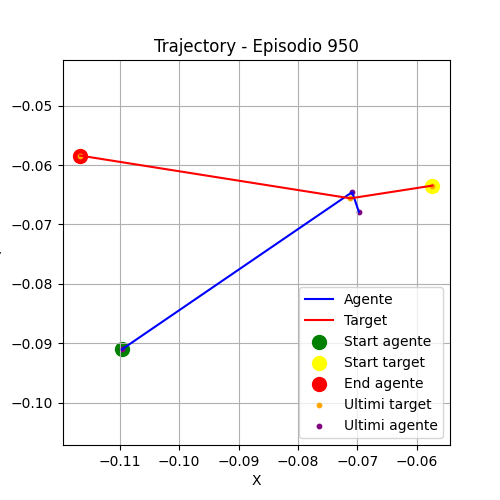 Trajectory - Episodio 950
−0.05
−0.06
−0.07
−0.08
−0.09
−0.10
Agente
Target
Start agente
Start target
End agente
Ultimi target
Ultimi agente
−0.11 −0.10 −0.09 −0.08 −0.07 −0.06
X